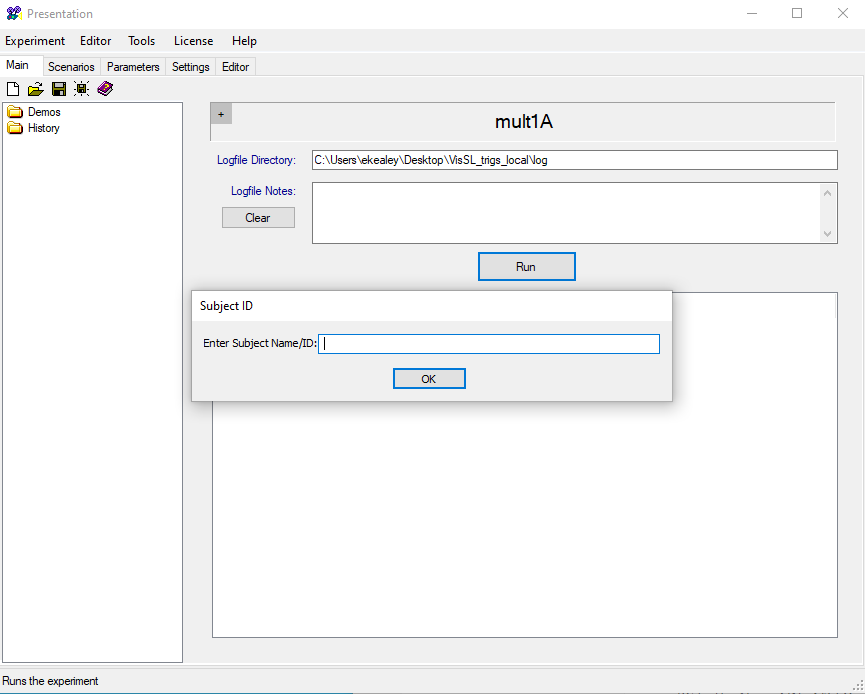 Presentation
Experiment Editor Tools License Help
Main Scenarios Parameters Settings Editor
Demos
History
+
mult1A
Logfile Directory: C:\Users\ekealey\Desktop\VisSL_trigs_local\log
Logfile Notes:
Clear
Run
Subject ID
Enter Subject Name/ID:
OK
Runs the experiment